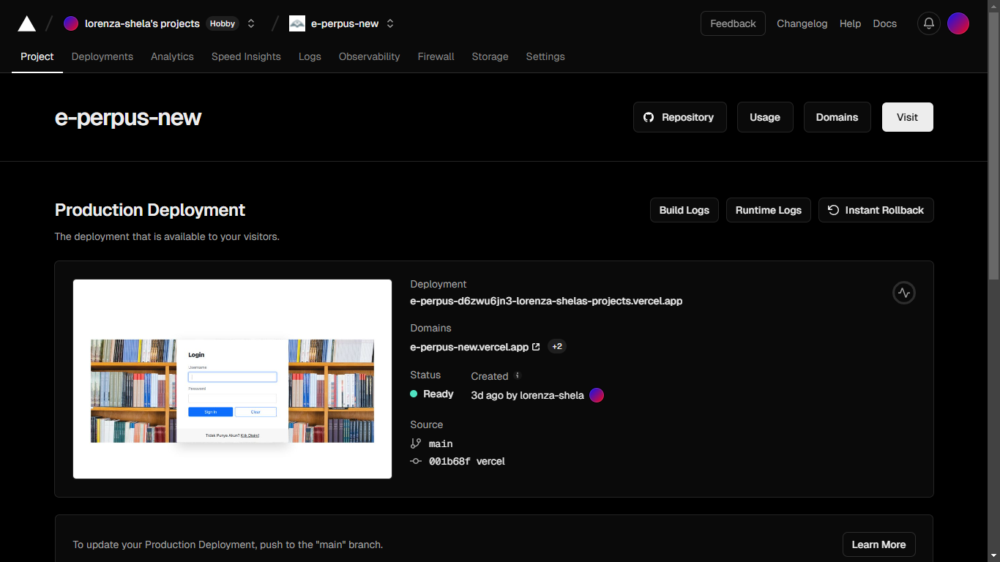 lorenza-shela's projects Hobby e-perpus-new Feedback Changelog Help Docs
Project Deployments Analytics Speed Insights Logs Observability Firewall Storage Settings
e-perpus-new Repository Usage Domains Visit
Production Deployment Build Logs Runtime Logs Instant Rollback
The deployment that is available to your visitors.
Login
Username
Password
Sign In Clear
Tidak Punya Akun? Klik Disini!
Deployment
e-perpus-d6zwu6jn3-lorenza-shelas-projects.vercel.app
Domains
e-perpus-new.vercel.app +2
Status Created
Ready 3d ago by lorenza-shela
Source
main
001b68f vercel
To update your Production Deployment, push to the "main" branch. Learn More